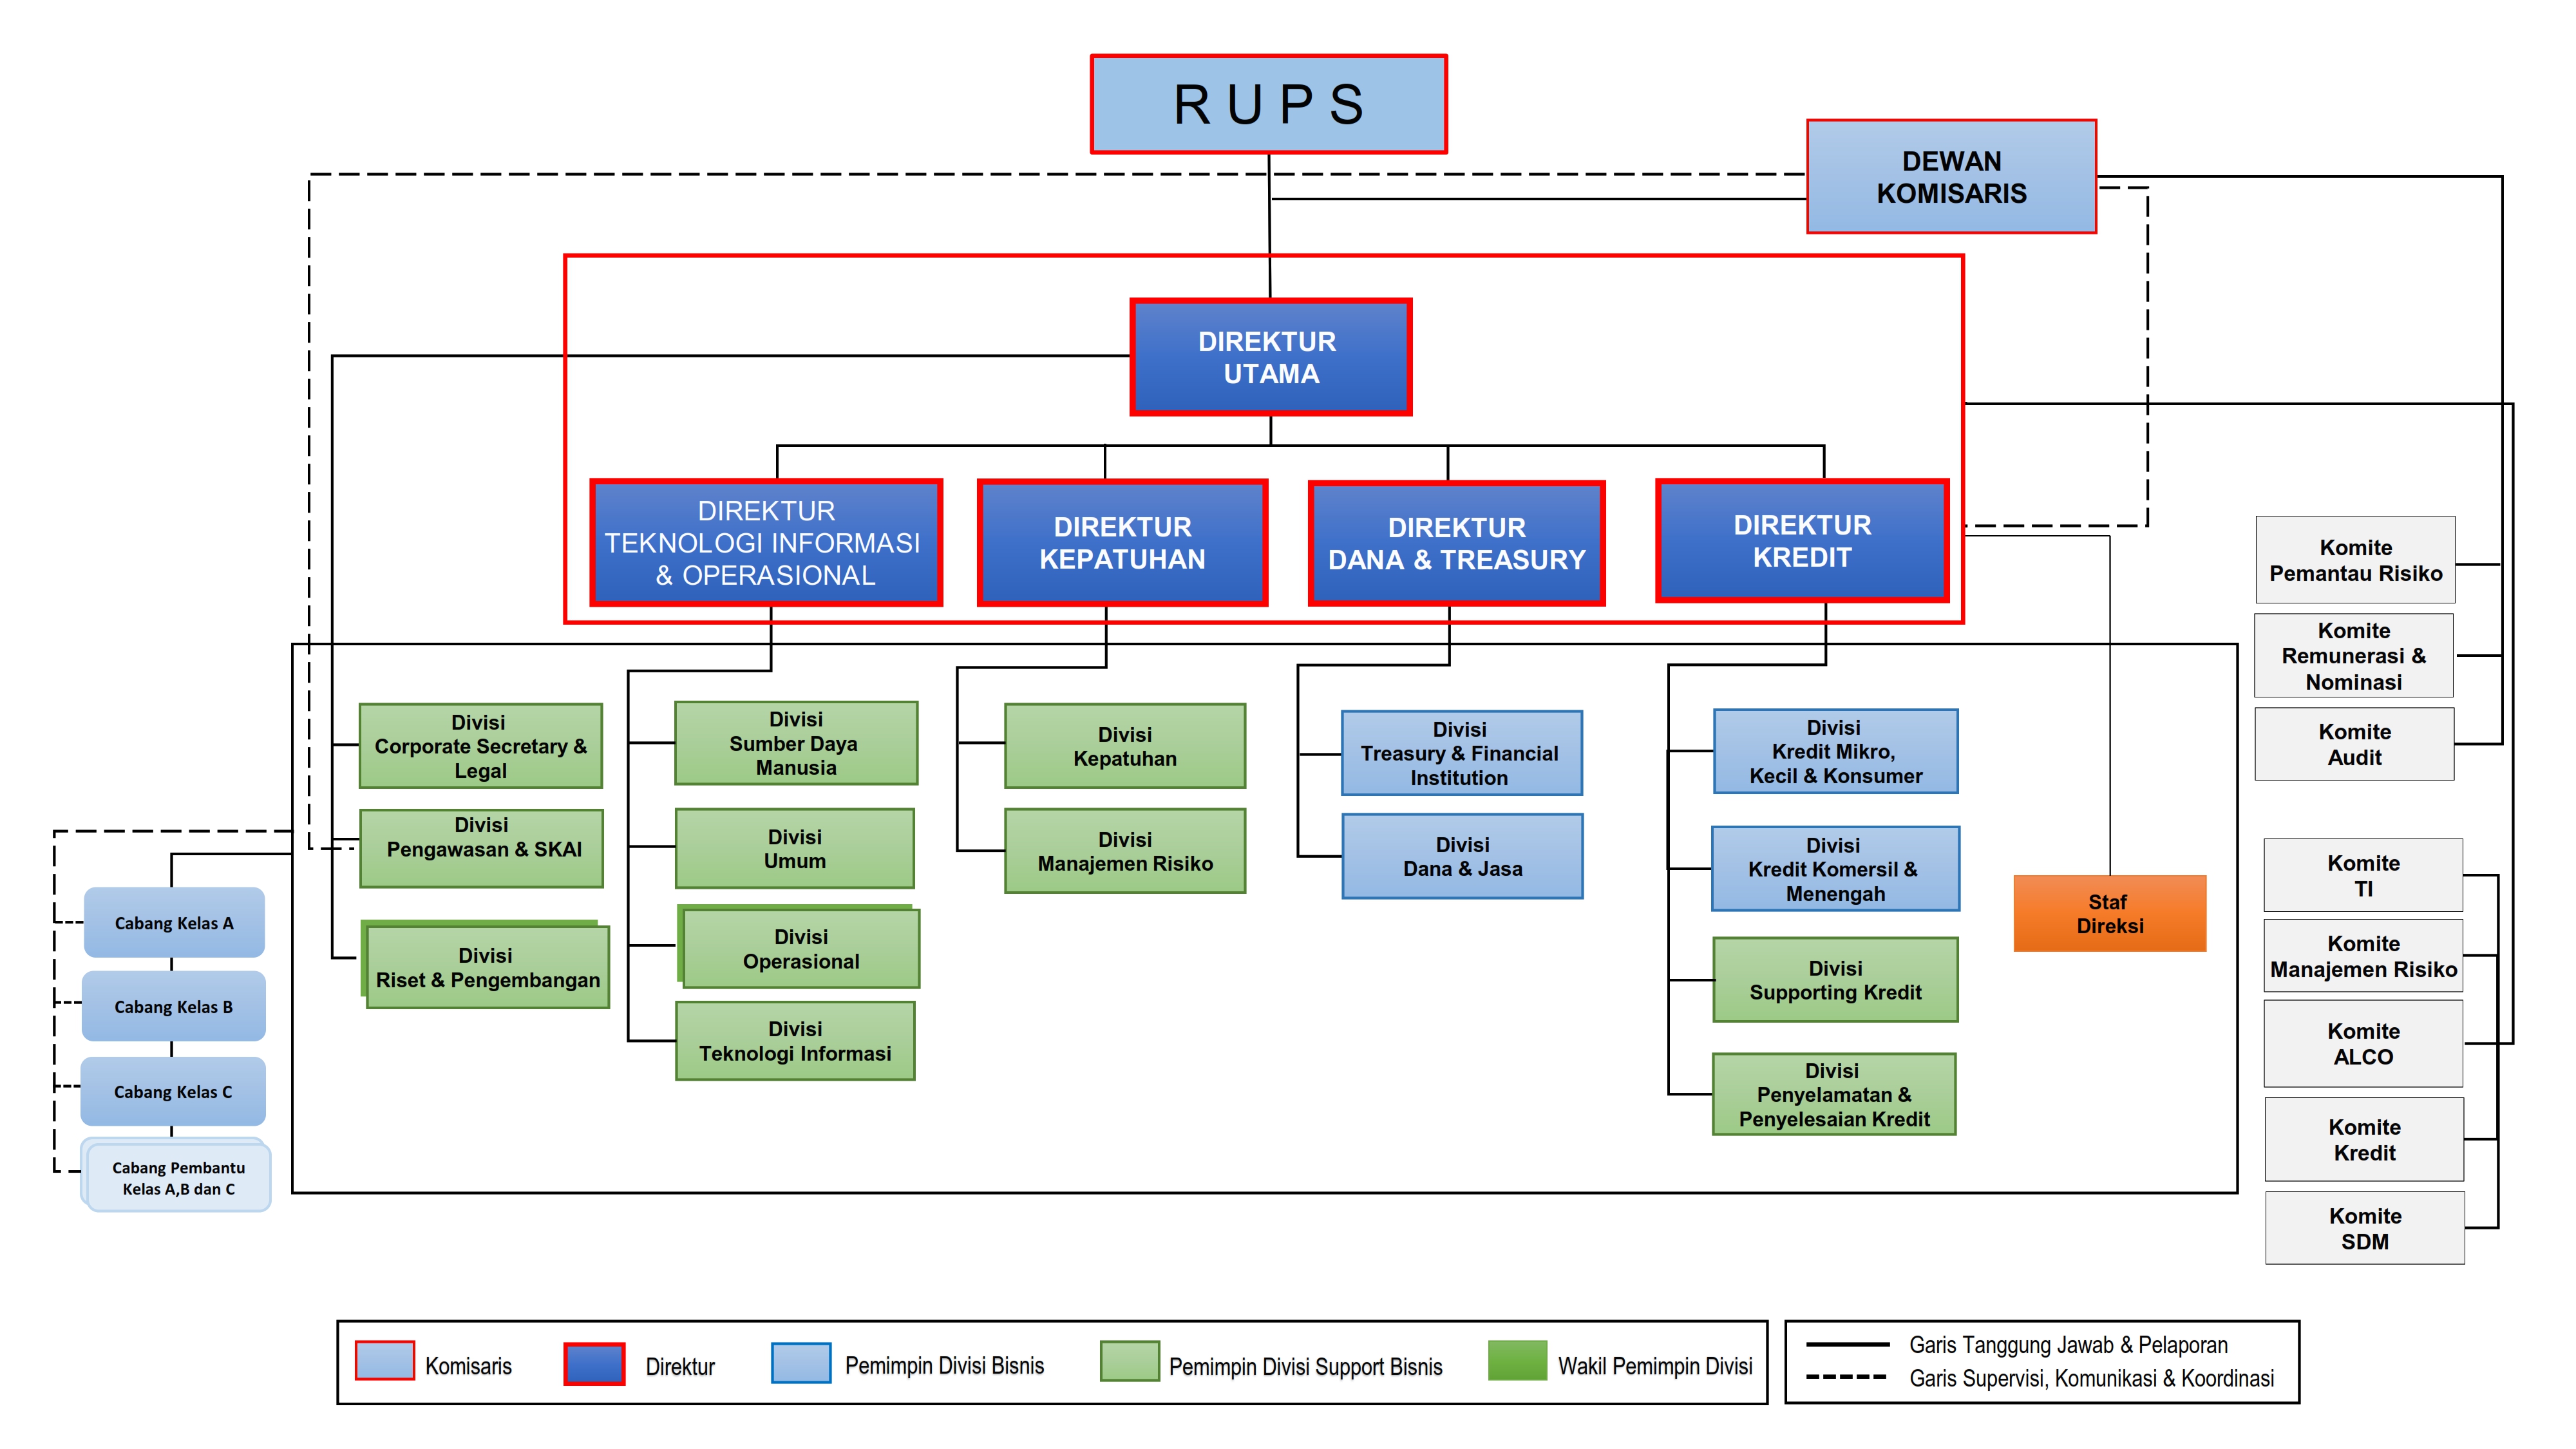 R U P S
DEWAN
KOMISARIS
DIREKTUR
UTAMA
DIREKTUR
TEKNOLOGI INFORMASI
& OPERASIONAL
DIREKTUR
KEPATUHAN
DIREKTUR
DANA & TREASURY
DIREKTUR
KREDIT
Komite
Pemantau Risiko
Komite
Remunerasi &
Nominasi
Komite
Audit
Divisi
Corporate Secretary &
Legal
Divisi
Pengawasan & SKAI
Divisi
Riset & Pengembangan
Divisi
Sumber Daya
Manusia
Divisi
Umum
Divisi
Operasional
Divisi
Teknologi Informasi
Divisi
Kepatuhan
Divisi
Manajemen Risiko
Divisi
Treasury & Financial
Institution
Divisi
Dana & Jasa
Divisi
Kredit Mikro,
Kecil & Konsumer
Divisi
Kredit Komersil &
Menengah
Divisi
Supporting Kredit
Divisi
Penyelamatan &
Penyelesaian Kredit
Staf
Direksi
Cabang Kelas A
Cabang Kelas B
Cabang Kelas C
Cabang Pembantu
Kelas A,B dan C
Komite
TI
Komite
Manajemen Risiko
Komite
ALCO
Komite
Kredit
Komite
SDM
Komisaris
Direktur
Pemimpin Divisi Bisnis
Pemimpin Divisi Support Bisnis
Wakil Pemimpin Divisi
Garis Tanggung Jawab & Pelaporan
Garis Supervisi, Komunikasi & Koordinasi